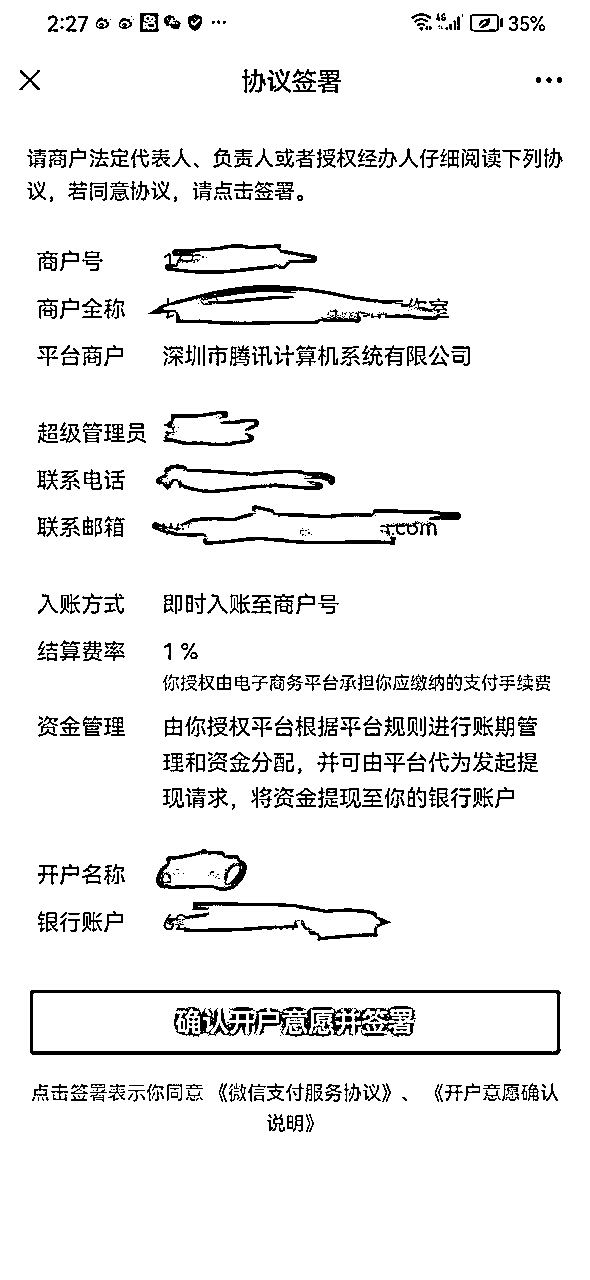 2:27 35%
协议签署
请商户法定代表人、负责人或者授权经办人仔细阅读下列协
议，若同意协议，请点击签署。
商户号
商户全称 作室
平台商户 深圳市腾讯计算机系统有限公司
超级管理员
联系电话
联系邮箱 .com
入账方式 即时入账至商户号
结算费率 1%
你授权由电子商务平台承担你应缴纳的支付手续费
资金管理 由你授权平台根据平台规则进行账期管
理和资金分配，并可由平台代为发起提
现请求，将资金提现至你的银行账户
开户名称
银行账户
确认开户意愿并签署
点击签署表示你同意《微信支付服务协议》、《开户意愿确认
说明》